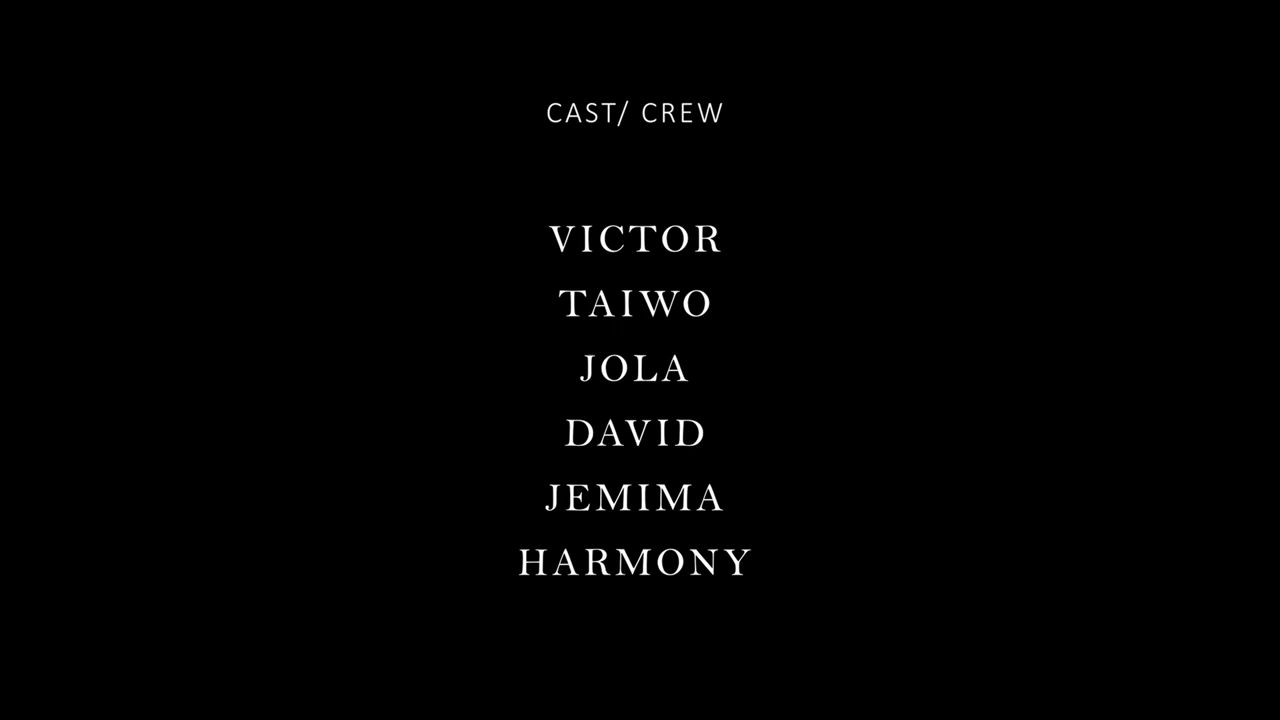 CAST/ CREW
VICTOR
TAIWO
JOLA
DAVID
JEMIMA
HARMONY